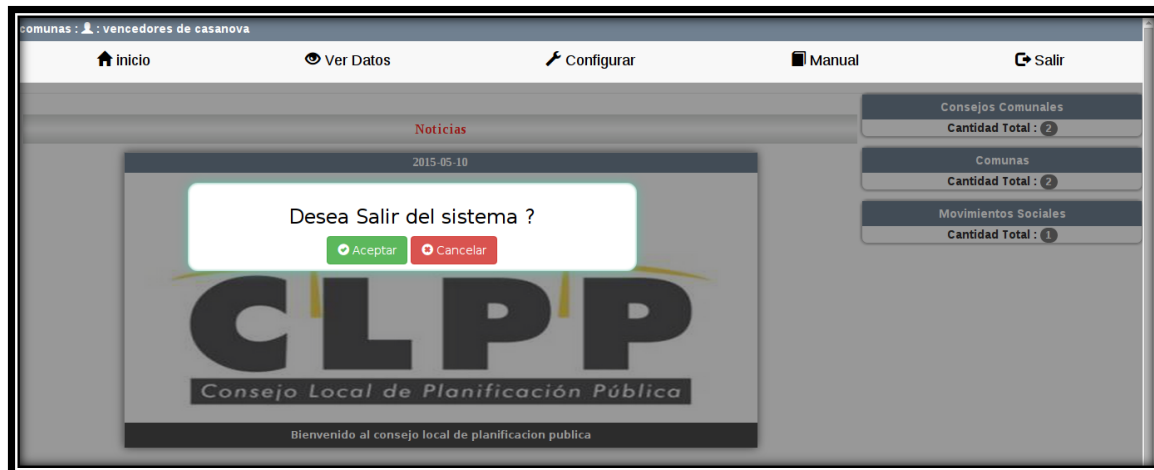 comunas : : vencedores de casanova
inicio Ver Datos Configurar Manual Salir
Noticias
2015-05-10
Desea Salir del sistema ?
Aceptar Cancelar
CLPP
Consejo Local de Planificación Pública
Bienvenido al consejo local de planificacion publica
Consejos Comunales
Cantidad Total : 2
Comunas
Cantidad Total : 2
Movimientos Sociales
Cantidad Total : 1